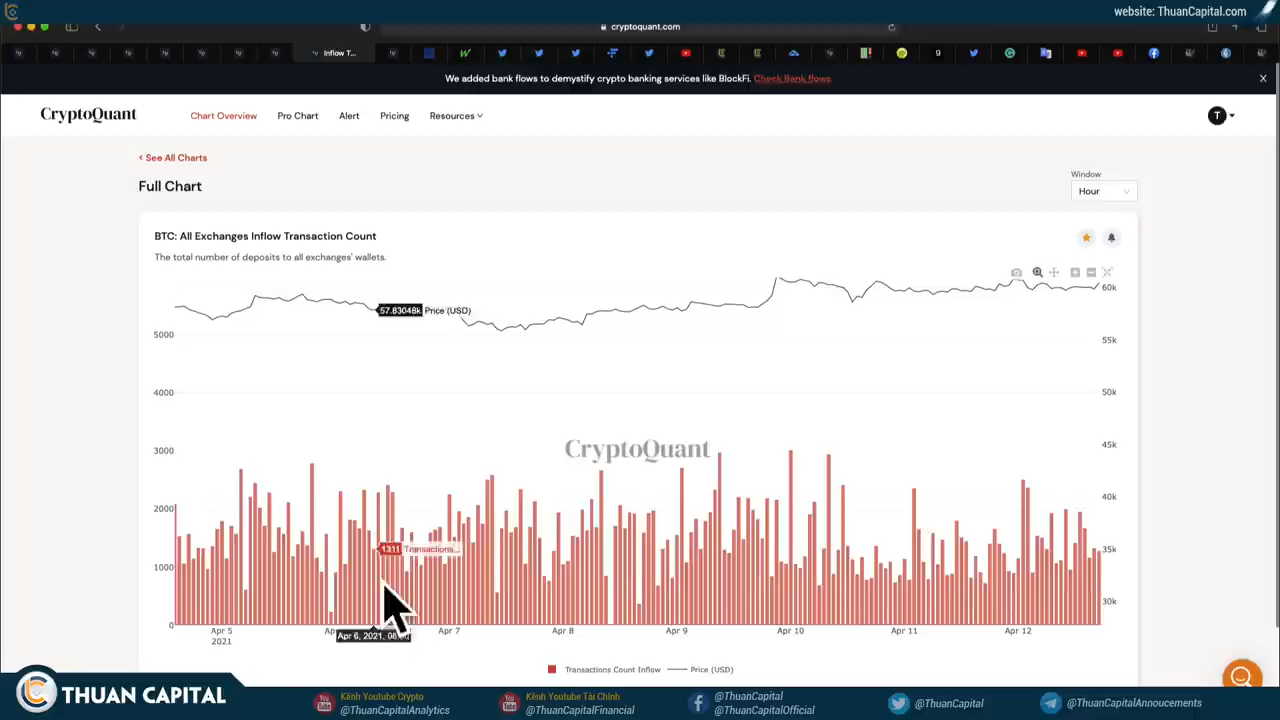 website: ThuanCapital.com
cryptoquant.com
Inflow T...
We added bank flows to demystify crypto banking services like BlockFi. Check Bank flows
CryptoQuant
Chart Overview
Pro Chart
Alert
Pricing
Resources
T
< See All Charts
Full Chart
Window
Hour
BTC: All Exchanges Inflow Transaction Count
The total number of deposits to all exchanges' wallets.
57.83048k Price (USD)
60k
5000
55k
4000
50k
3000
45k
CryptoQuant
40k
2000
1311 Transactions...
35k
1000
30k
0
Apr 5
2021
Apr 7
Apr 8
Apr 9
Apr 10
Apr 11
Apr 12
Apr 6, 2021,
Transactions Count Inflow
Price (USD)
THUAN CAPITAL
Kênh Youtube Crypto
@ThuanCapitalAnalytics
Kênh Youtube Tài Chính
@ThuanCapitalFinancial
@ThuanCapital
@ThuanCapitalOfficial
@ThuanCapital
@ThuanCapitalAnnoucements